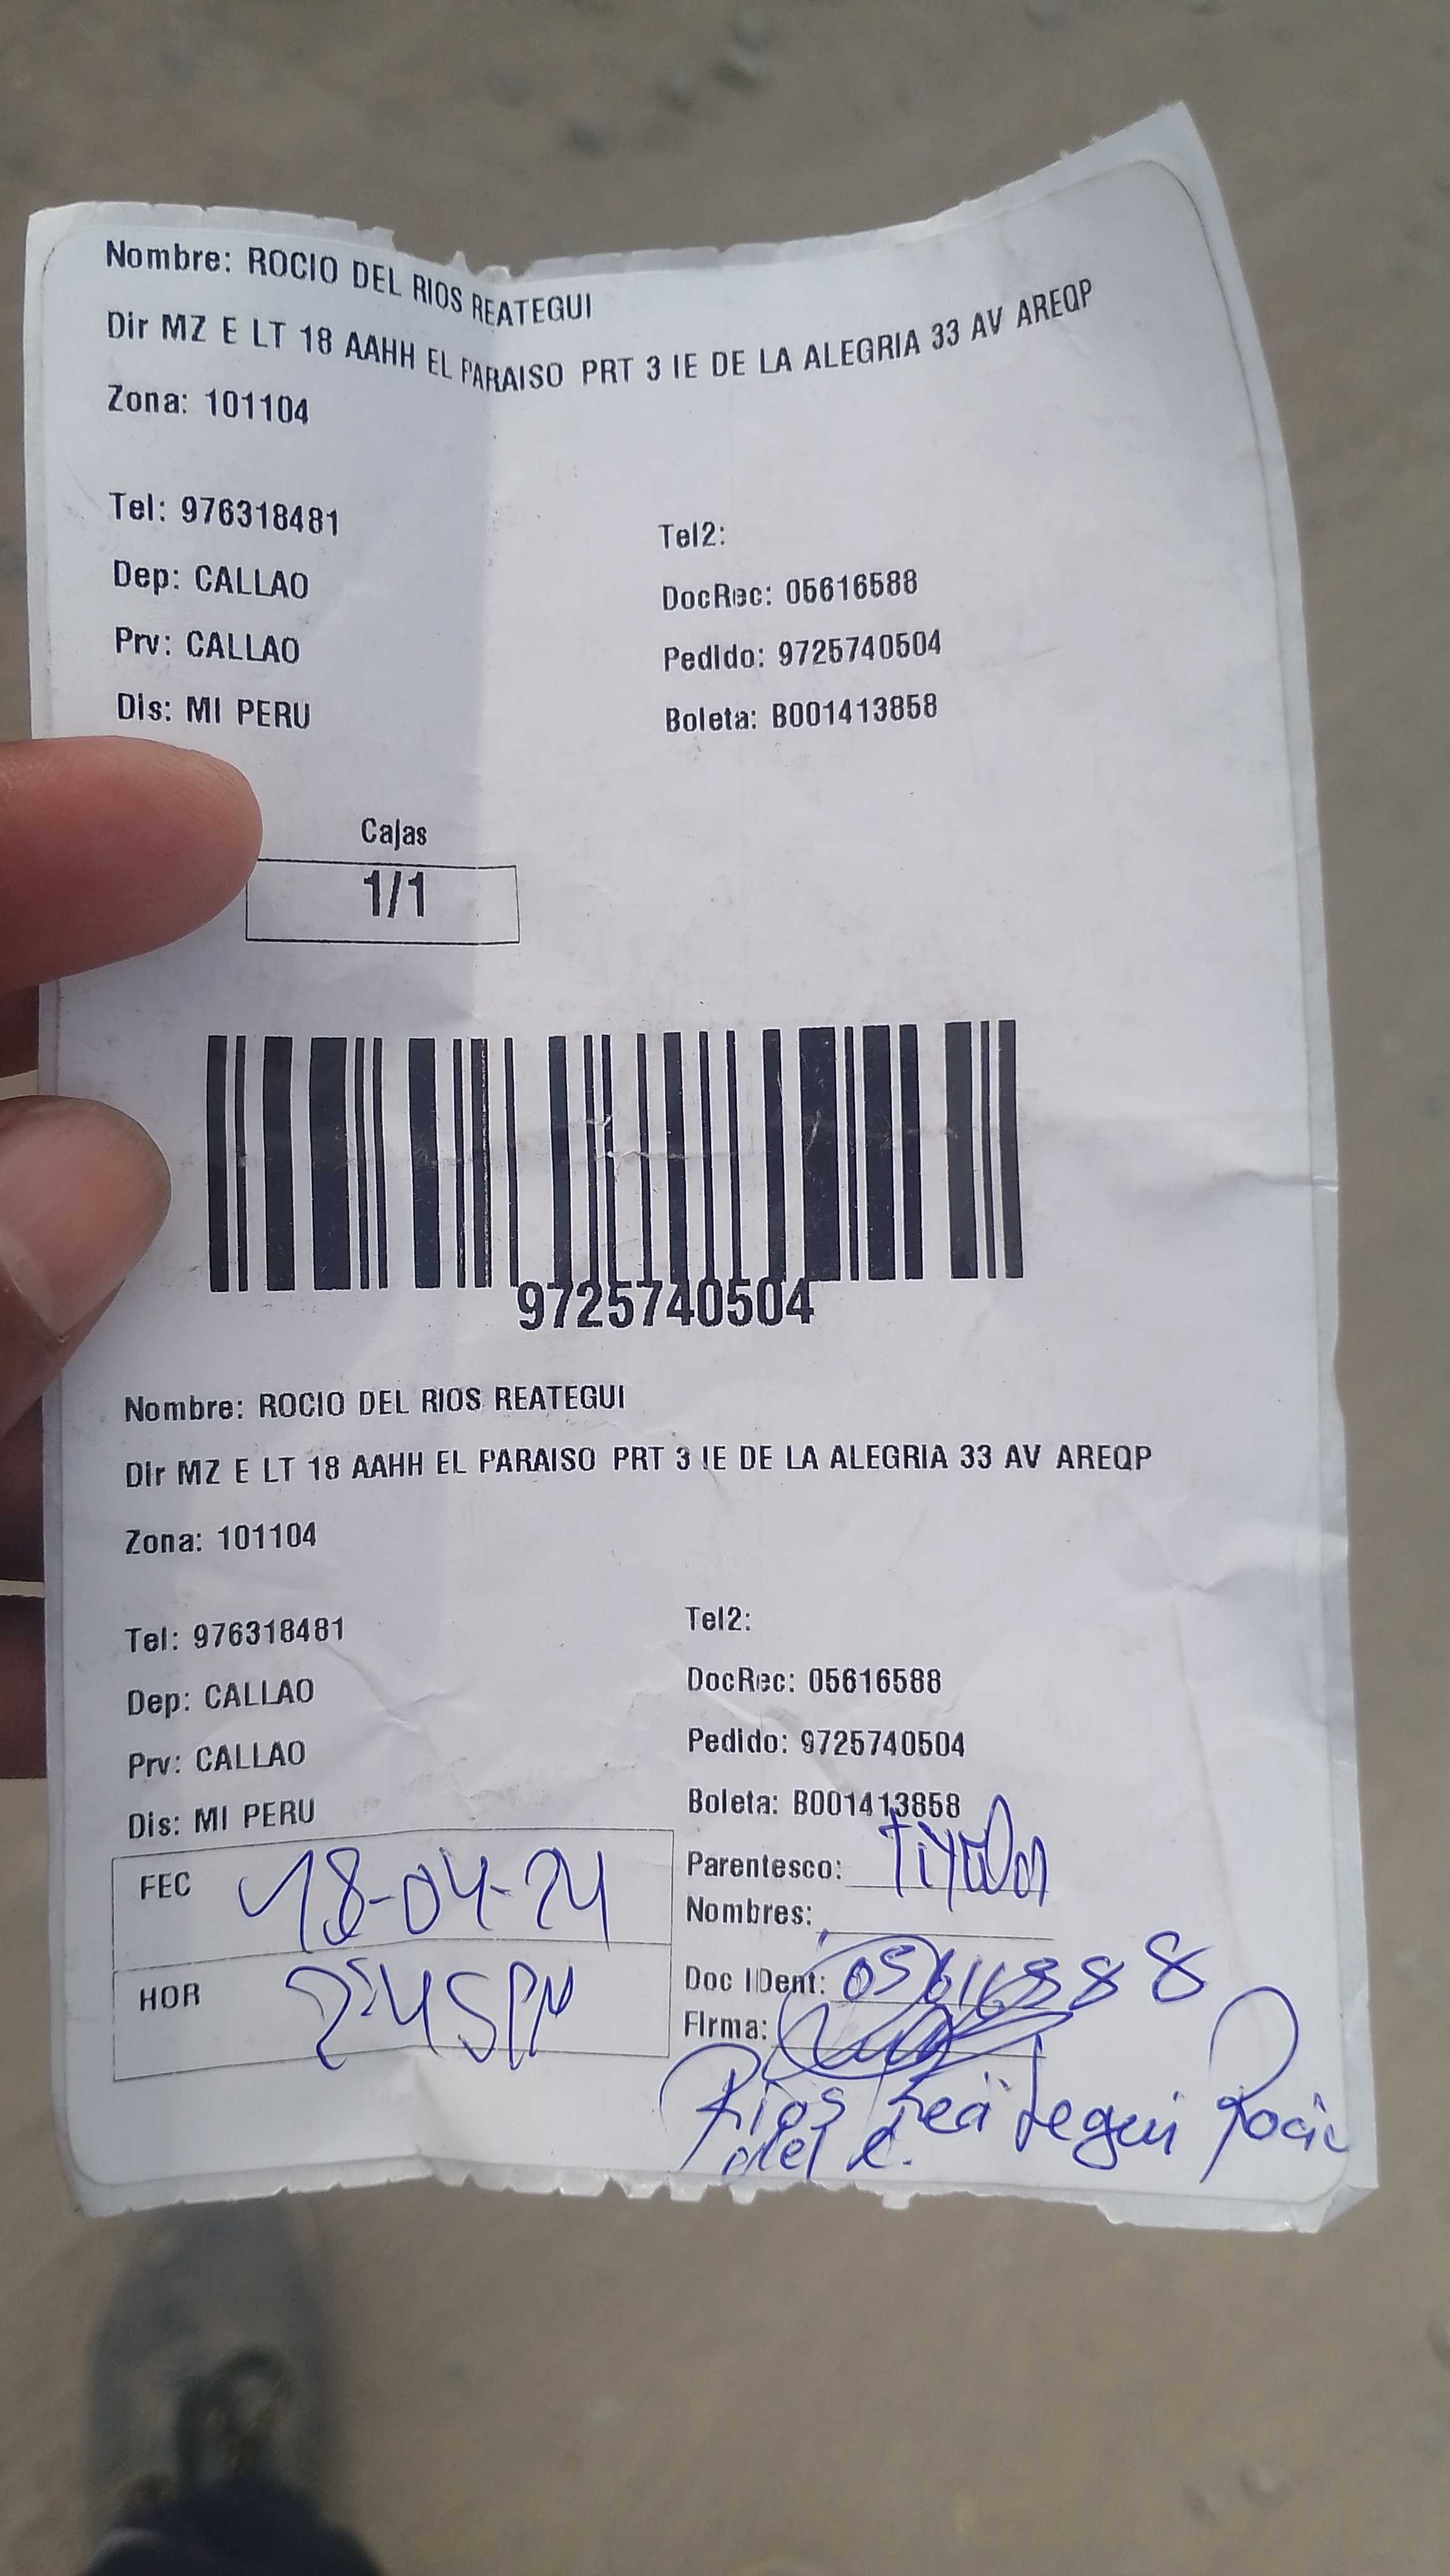 Nombre: ROCIO DEL RIOS REATEGUI
Dir MZ E LT 18 AAHH EL PARAISO PRT 3 IE DE LA ALEGRIA 33 AV AREQP
Zona: 101104
Tel: 976318481
Tel2:
Dep: CALLAO
DocRec: 05616588
Prv: CALLAO
Pedido: 9725740504
Dis: MI PERU
Boleta: B001413858
Cajas
1/1
9725740504
Nombre: ROCIO DEL RIOS REATEGUI
Dir MZ E LT 18 AAHH EL PARAISO PRT 3 IE DE LA ALEGRIA 33 AV AREQP
Zona: 101104
Tel: 976318481
Tel2:
Dep: CALLAO
DocRec: 05616588
Prv: CALLAO
Pedido: 9725740504
Dis: MI PERU
Boleta: B001413858
FEC 18-04-24
Parentesco:
Nombres:
HOR 2:45PM
Doc IDent: 05616588
Firma:
Rios Reategui Rocio
del